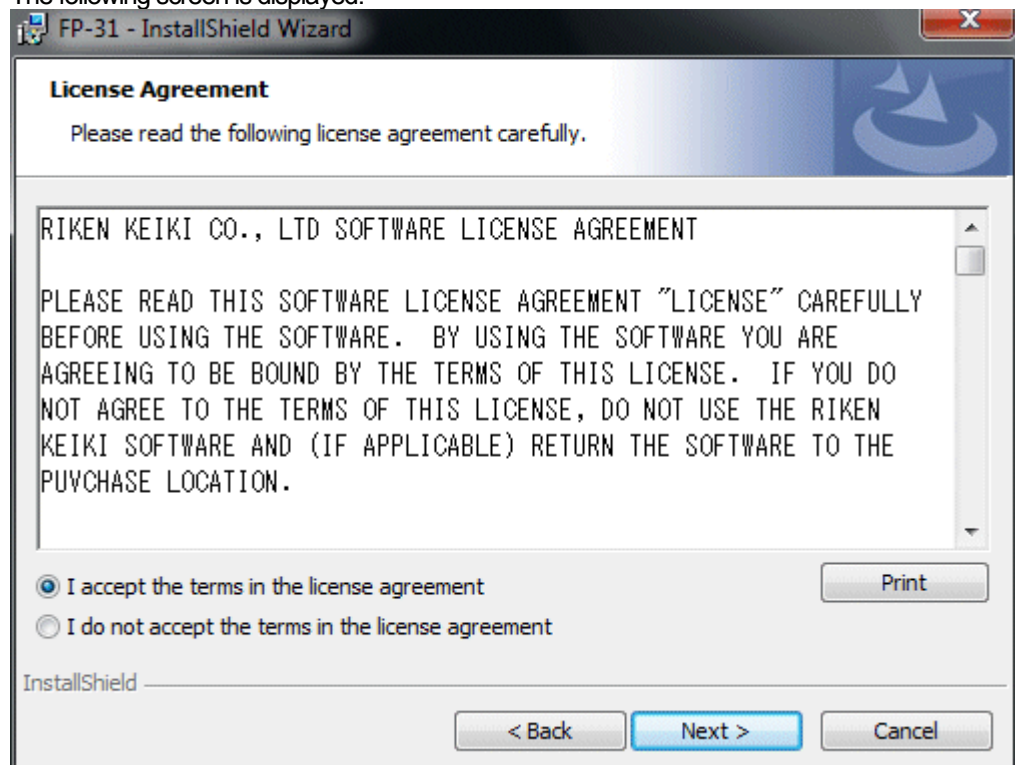 The following screen is displayed.
FP-31 - InstallShield Wizard
License Agreement
Please read the following license agreement carefully.
RIKEN KEIKI CO., LTD SOFTWARE LICENSE AGREEMENT
PLEASE READ THIS SOFTWARE LICENSE AGREEMENT "LICENSE" CAREFULLY
BEFORE USING THE SOFTWARE. BY USING THE SOFTWARE YOU ARE
AGREEING TO BE BOUND BY THE TERMS OF THIS LICENSE. IF YOU DO
NOT AGREE TO THE TERMS OF THIS LICENSE, DO NOT USE THE RIKEN
KEIKI SOFTWARE AND (IF APPLICABLE) RETURN THE SOFTWARE TO THE
PUVCHASE LOCATION.
I accept the terms in the license agreement
Print
I do not accept the terms in the license agreement
InstallShield
< Back Next > Cancel